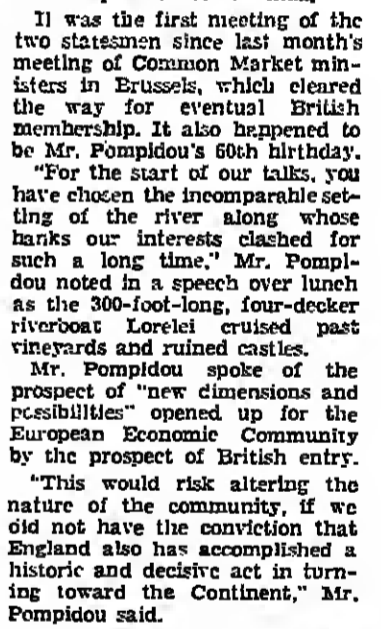 It was the first meeting of the
two statesmen since last month's
meeting of Common Market min-
isters in Brussels, which cleared
the way for eventual British
membership. It also happened to
be Mr. Pompidou's 60th birthday.
"For the start of our talks, you
have chosen the incomparable set-
ting of the river along whose
banks our interests clashed for
such a long time," Mr. Pompi-
dou noted in a speech over lunch
as the 300-foot-long, four-decker
riverboat Lorelei cruised past
vineyards and ruined castles.
Mr. Pompidou spoke of the
prospect of "new dimensions and
possibilities" opened up for the
European Economic Community
by the prospect of British entry.
"This would risk altering the
nature of the community, if we
did not have the conviction that
England also has accomplished a
historic and decisive act in turn-
ing toward the Continent," Mr.
Pompidou said.